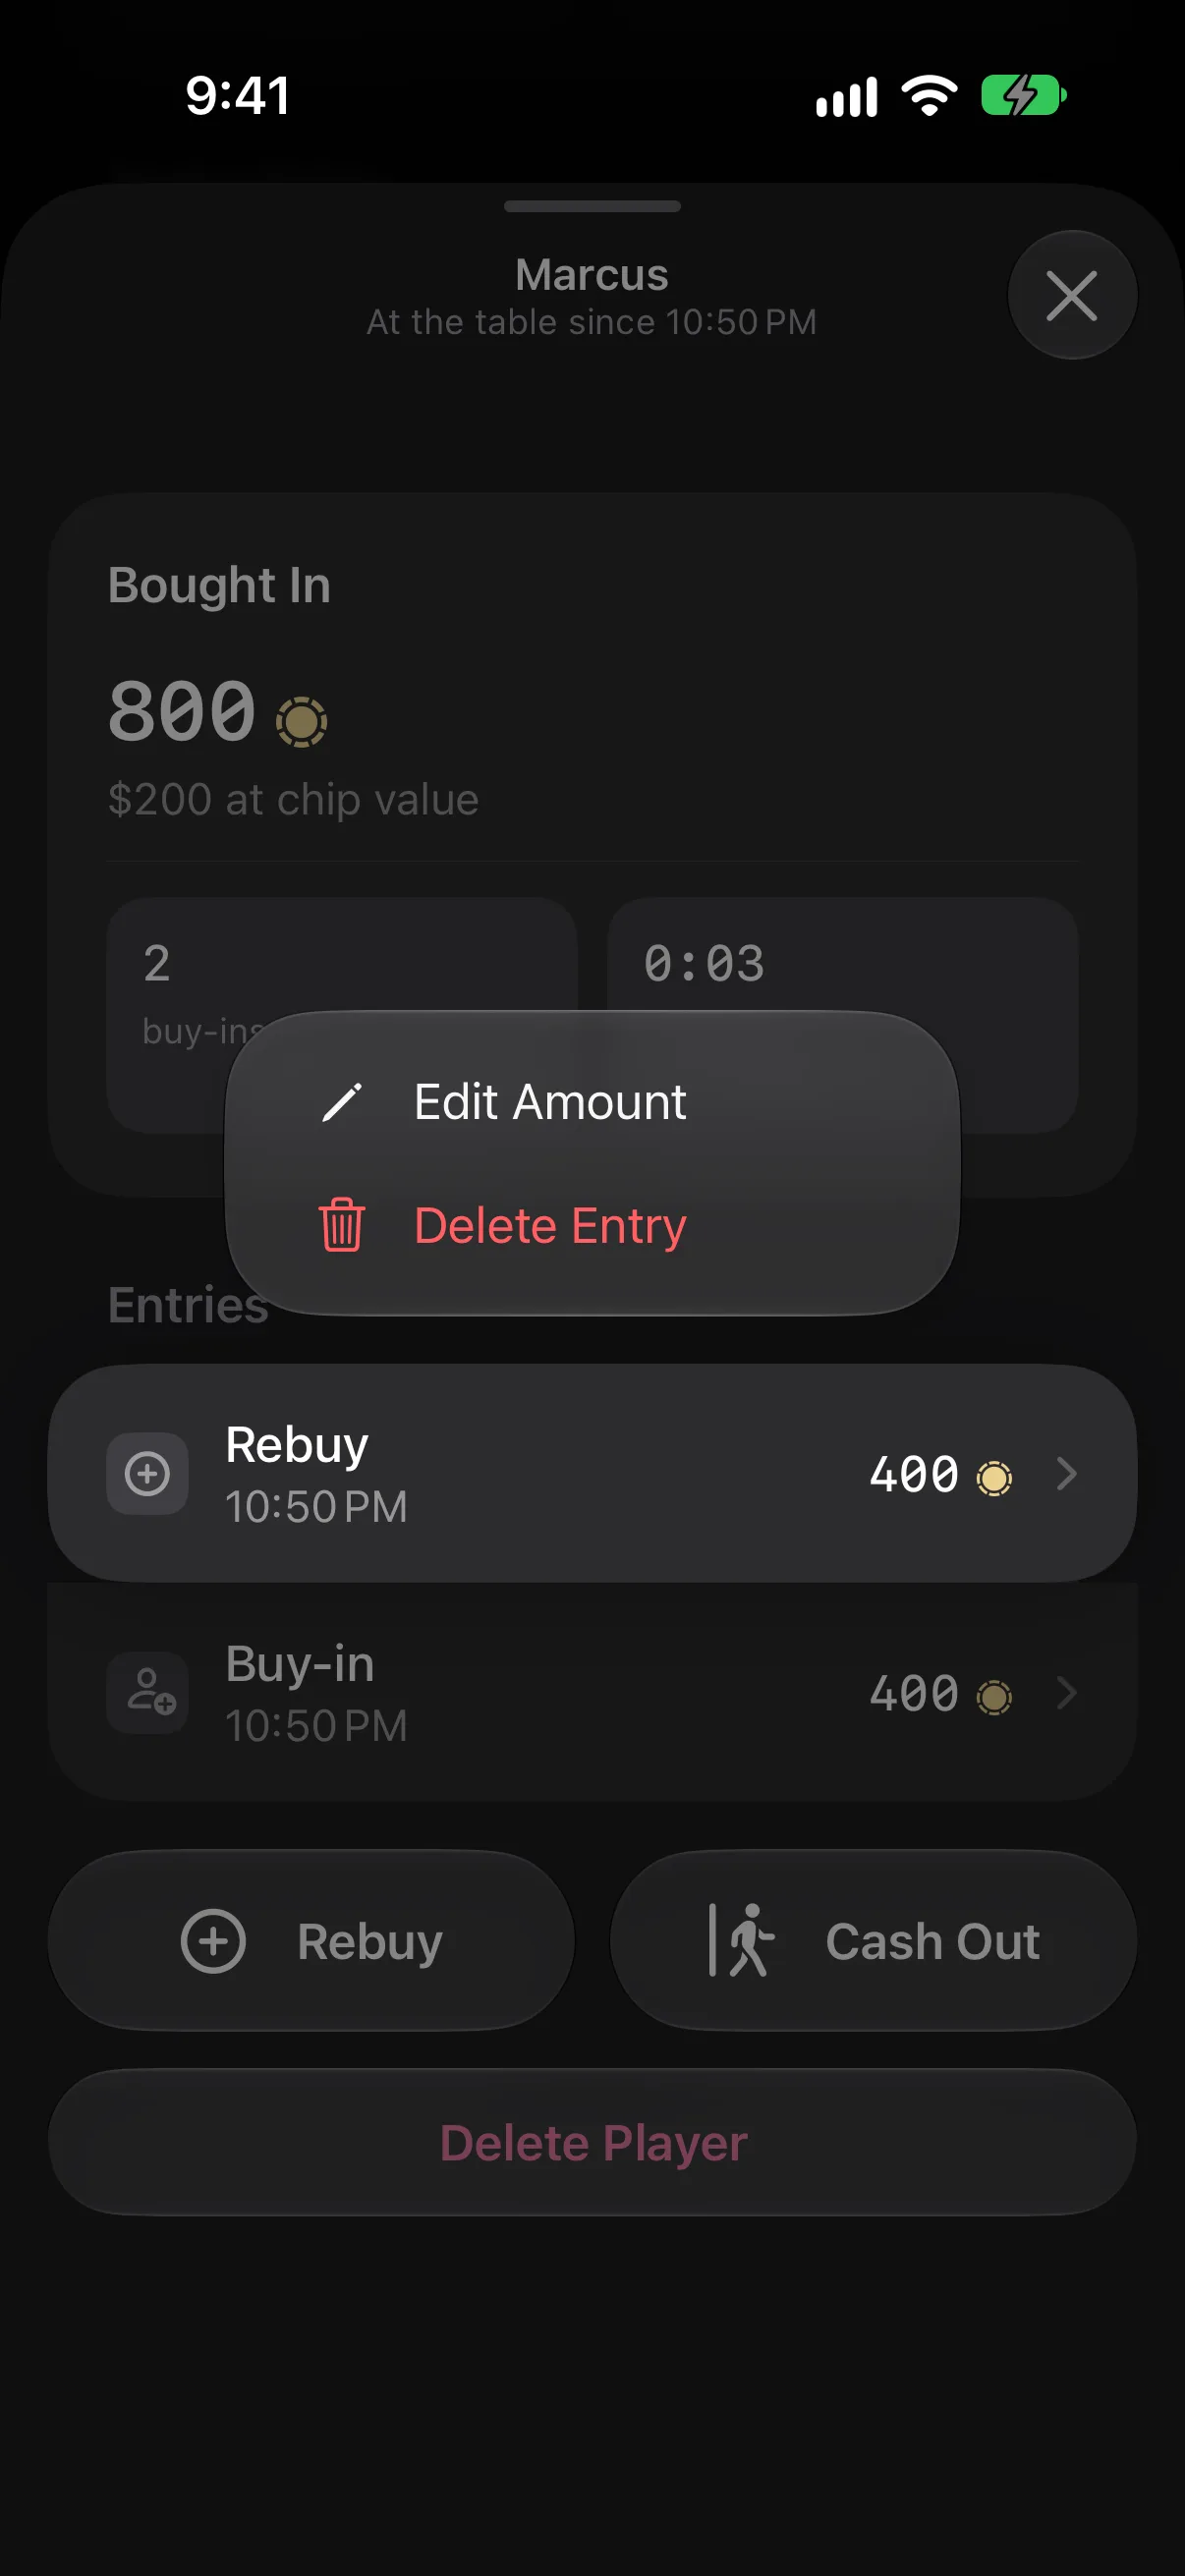 9:41
Marcus
At the table since 10:50 PM
Bought In
800
$200 at chip value
2
0:03
buy-ins
Edit Amount
Delete Entry
Entries
Rebuy
400
10:50 PM
Buy-in
400
10:50 PM
Rebuy
Cash Out
Delete Player